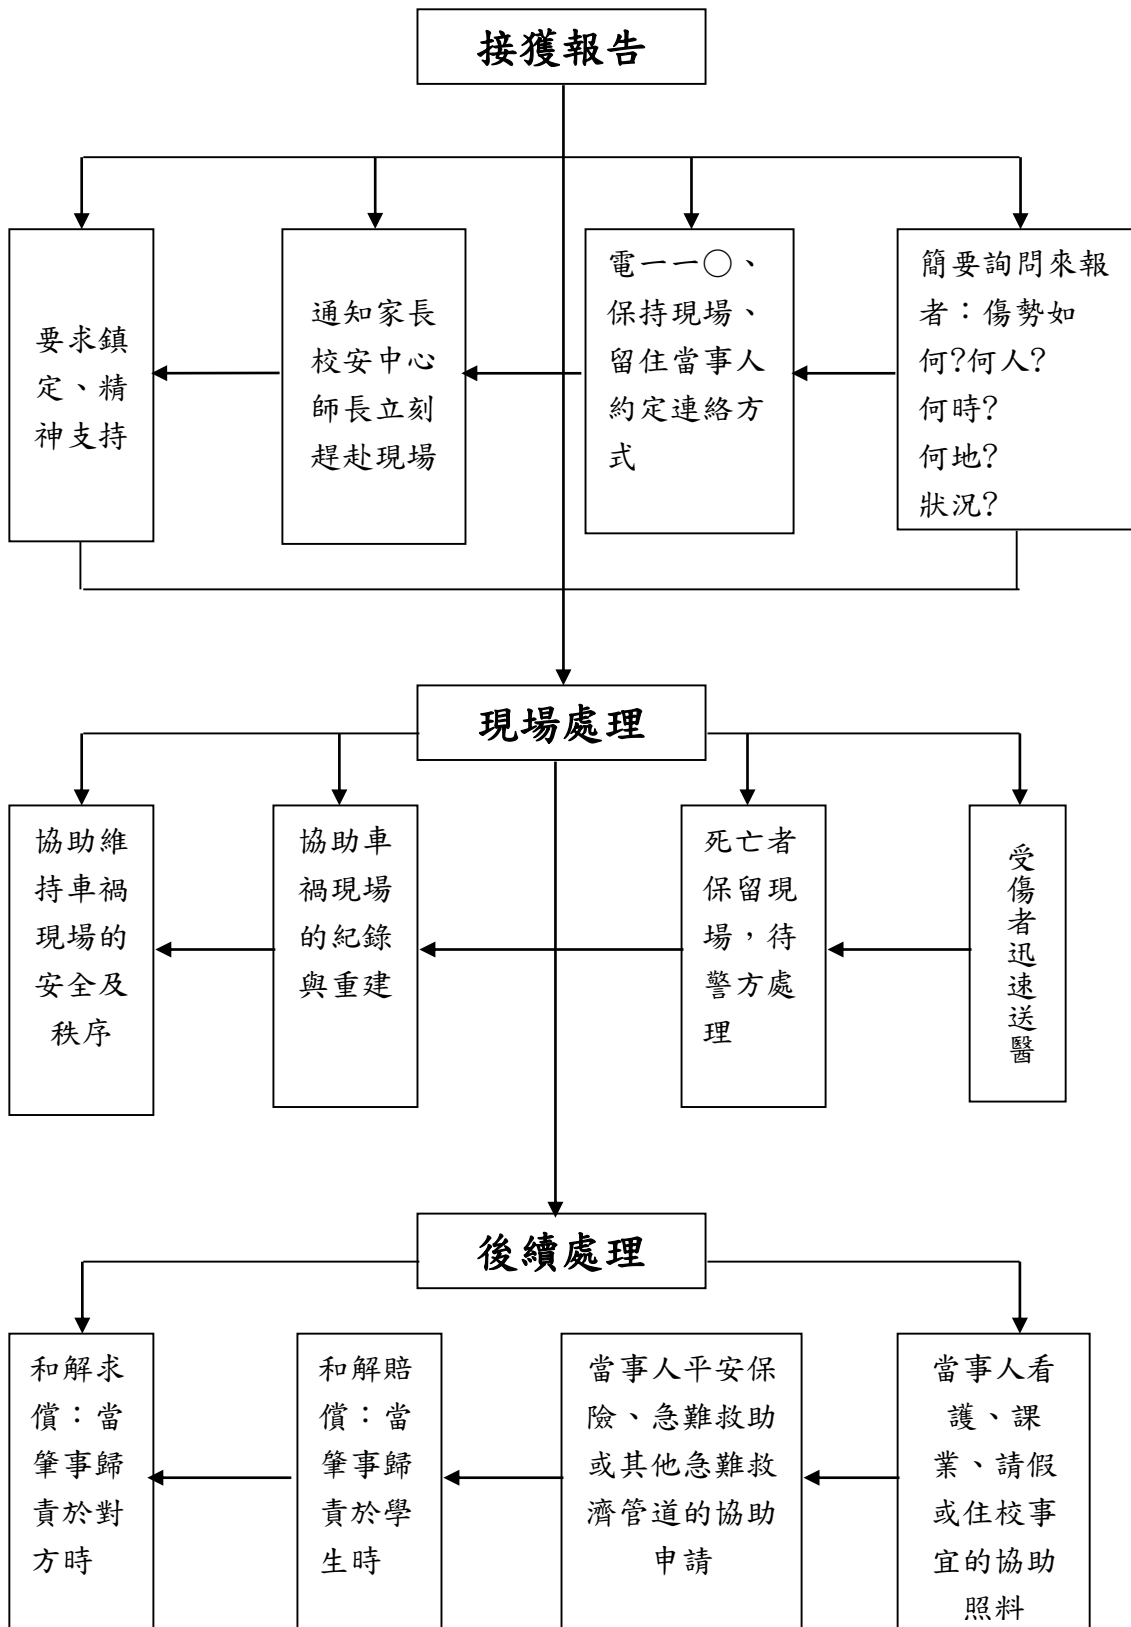 接獲報告
要求鎮
定、精
神支持
通知家長
校安中心
師長立刻
趕赴現場
電一一○、
保持現場、
留住當事人
約定連絡方
式
簡要詢問來報
者：傷勢如
何?何人?
何時?
何地?
狀況?
現場處理
協助維
持車禍
現場的
安全及
秩序
協助車
禍現場
的紀錄
與重建
死亡者
保留現
場，待
警方處
理
受傷者迅速送醫
後續處理
和解求
償：當
肇事歸
責於對
方時
和解賠
償：當
肇事歸
責於學
生時
當事人平安保
險、急難救助
或其他急難救
濟管道的協助
申請
當事人看
護、課
業、請假
或住校事
宜的協助
照料